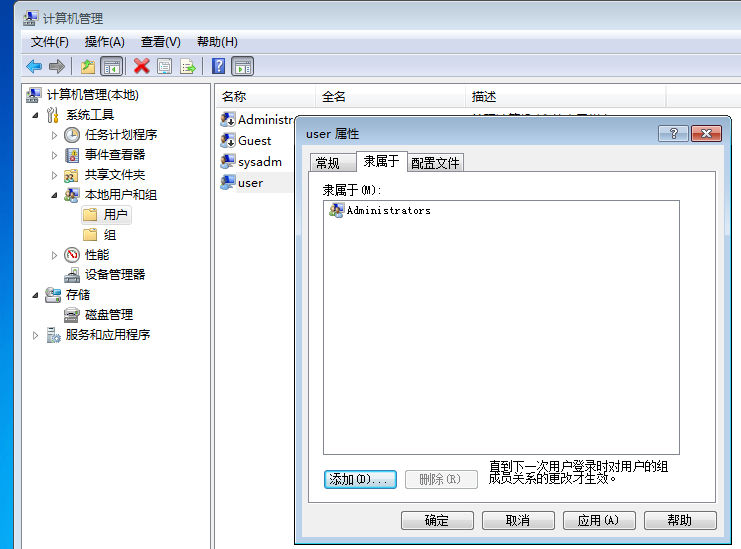 计算机管理
文件(F) 操作(A) 查看(V) 帮助(H)
计算机管理(本地)
系统工具
任务计划程序
事件查看器
共享文件夹
本地用户和组
用户
组
性能
设备管理器
存储
磁盘管理
服务和应用程序
名称 全名 描述
Administr
Guest
sysadm
user
user 属性
常规 隶属于 配置文件
隶属于(M):
Administrators
添加(D)... 删除(R)
直到下一次用户登录时对用户的组
成员关系的更改才生效。
确定 取消 应用(A) 帮助